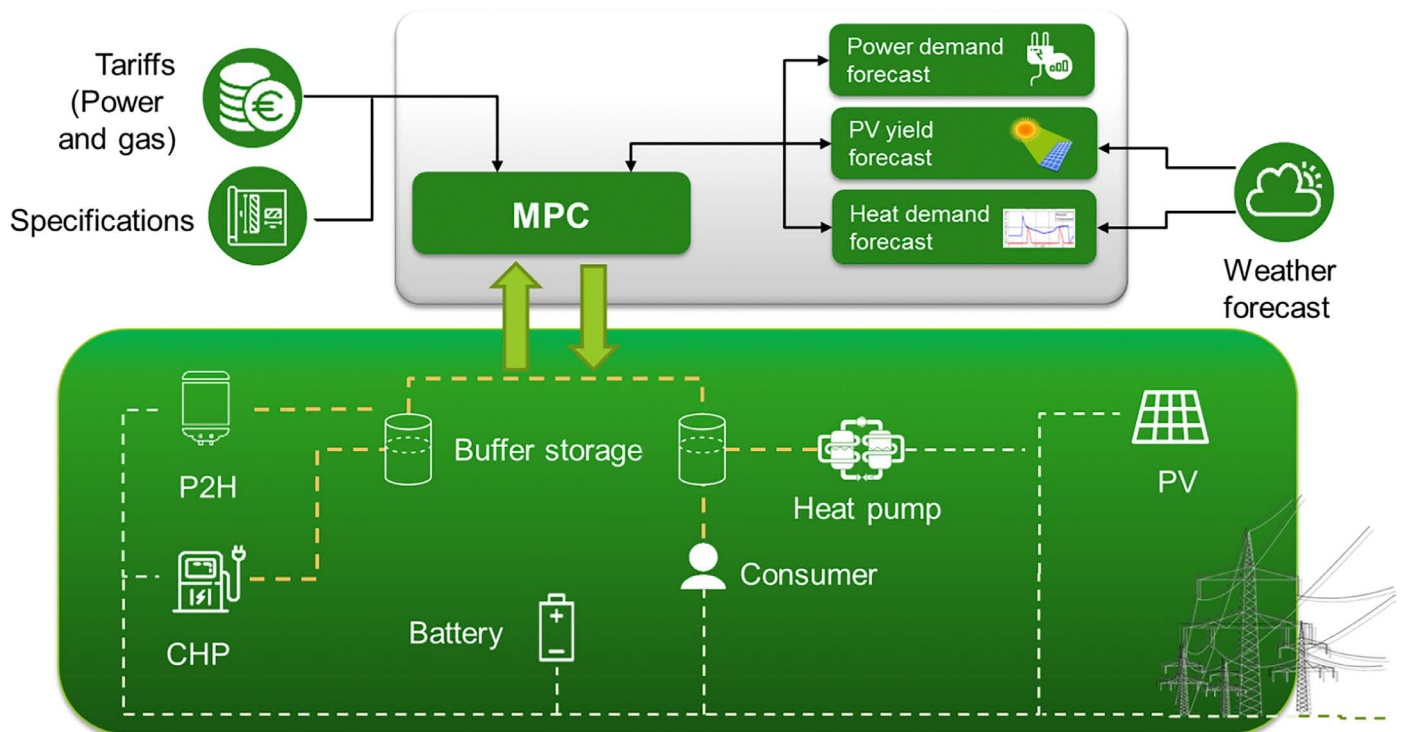 Tariffs
(Power
and gas)
Specifications
MPC
Power demand
forecast
PV yield
forecast
Heat demand
forecast
Weather
forecast
P2H
Buffer storage
Heat pump
PV
CHP
Battery
Consumer